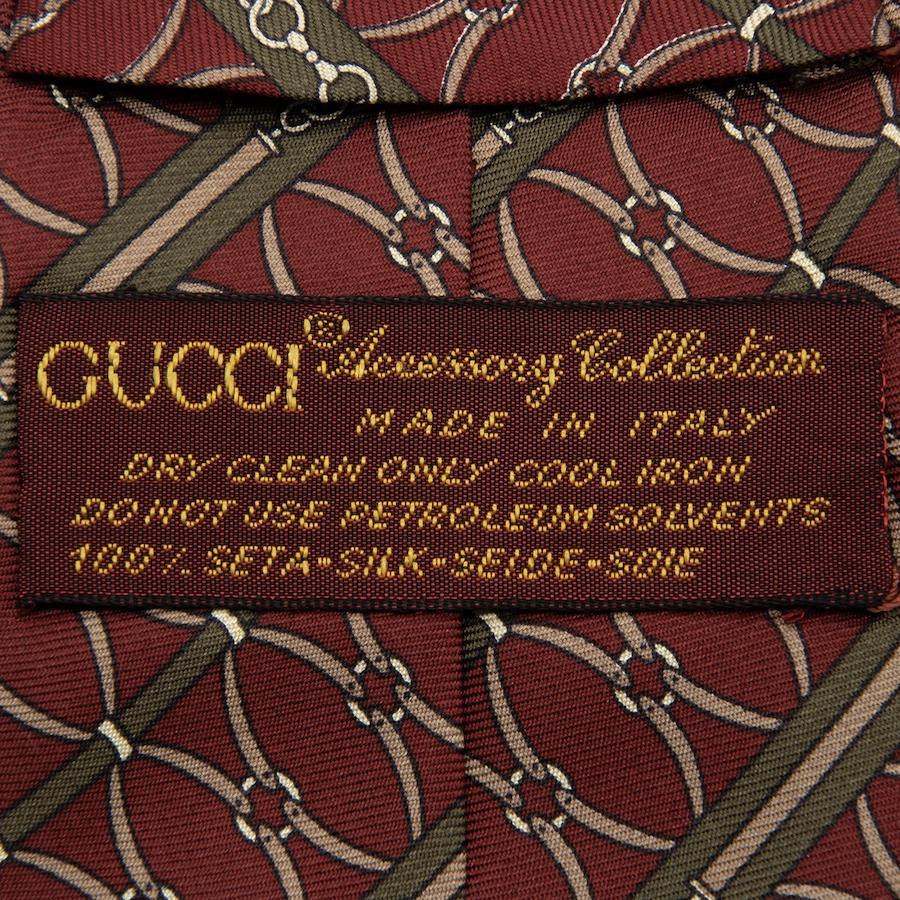 GUCCI® Accessory Collection
MADE IN ITALY
DRY CLEAN ONLY COOL IRON
DO NOT USE PETROLEUM SOLVENTS
100% SETA-SILK-SEIDE-SOIE